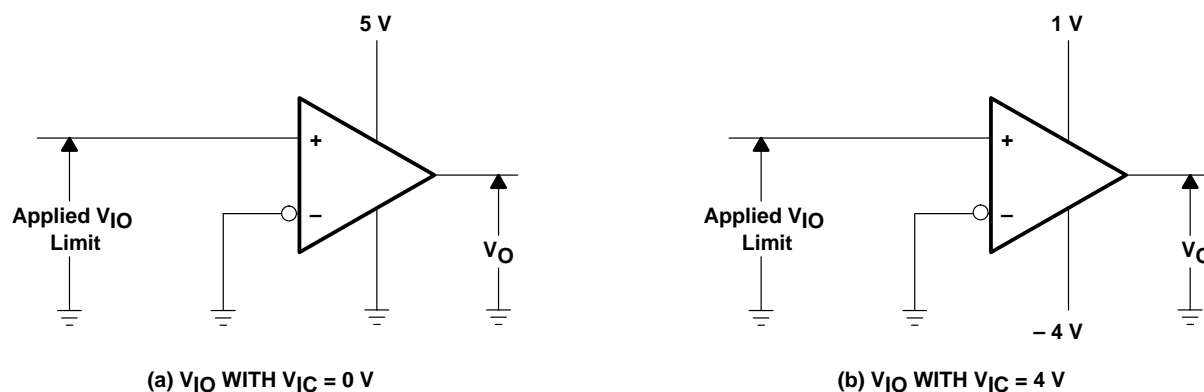 5 V
+
–
Applied VIO
Limit
VO
(a) VIO WITH VIC = 0 V
1 V
+
–
Applied VIO
Limit
VO
– 4 V
(b) VIO WITH VIC = 4 V